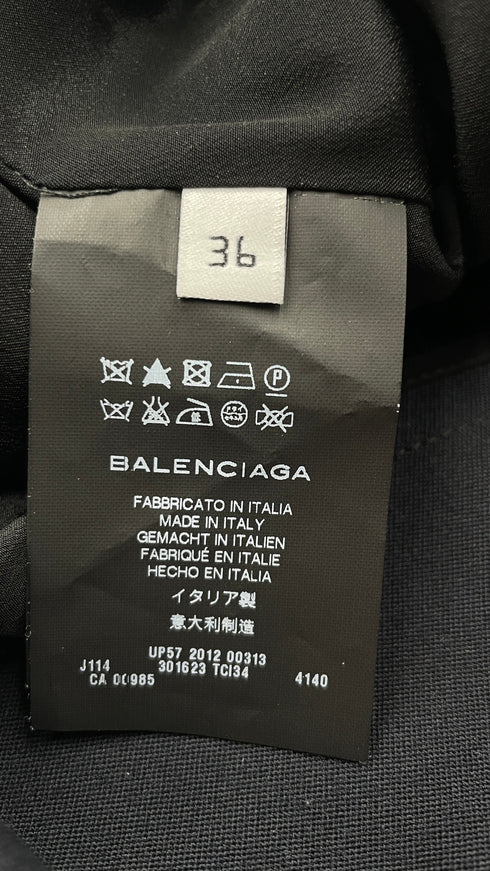 36
BALENCIAGA
FABBRICATO IN ITALIA
MADE IN ITALY
GEMACHT IN ITALIEN
FABRIQUÉ EN ITALIE
HECHO EN ITALIA
イタリア製
意大利制造
UP57 2012 00313
J114 301623 TCI34 4140
CA 00985